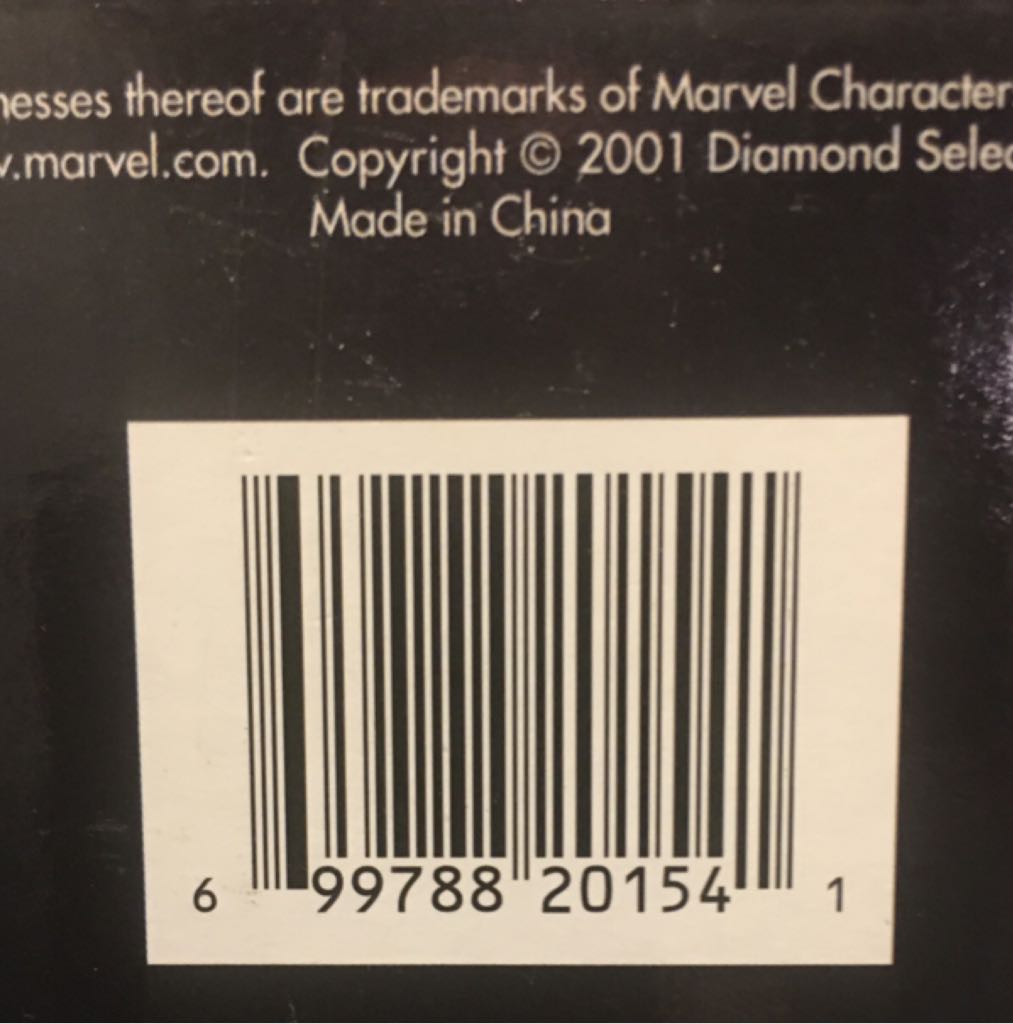 nesses thereof are trademarks of Marvel Character
v.marvel.com. Copyright © 2001 Diamond Selec
Made in China
6 99788 20154 1